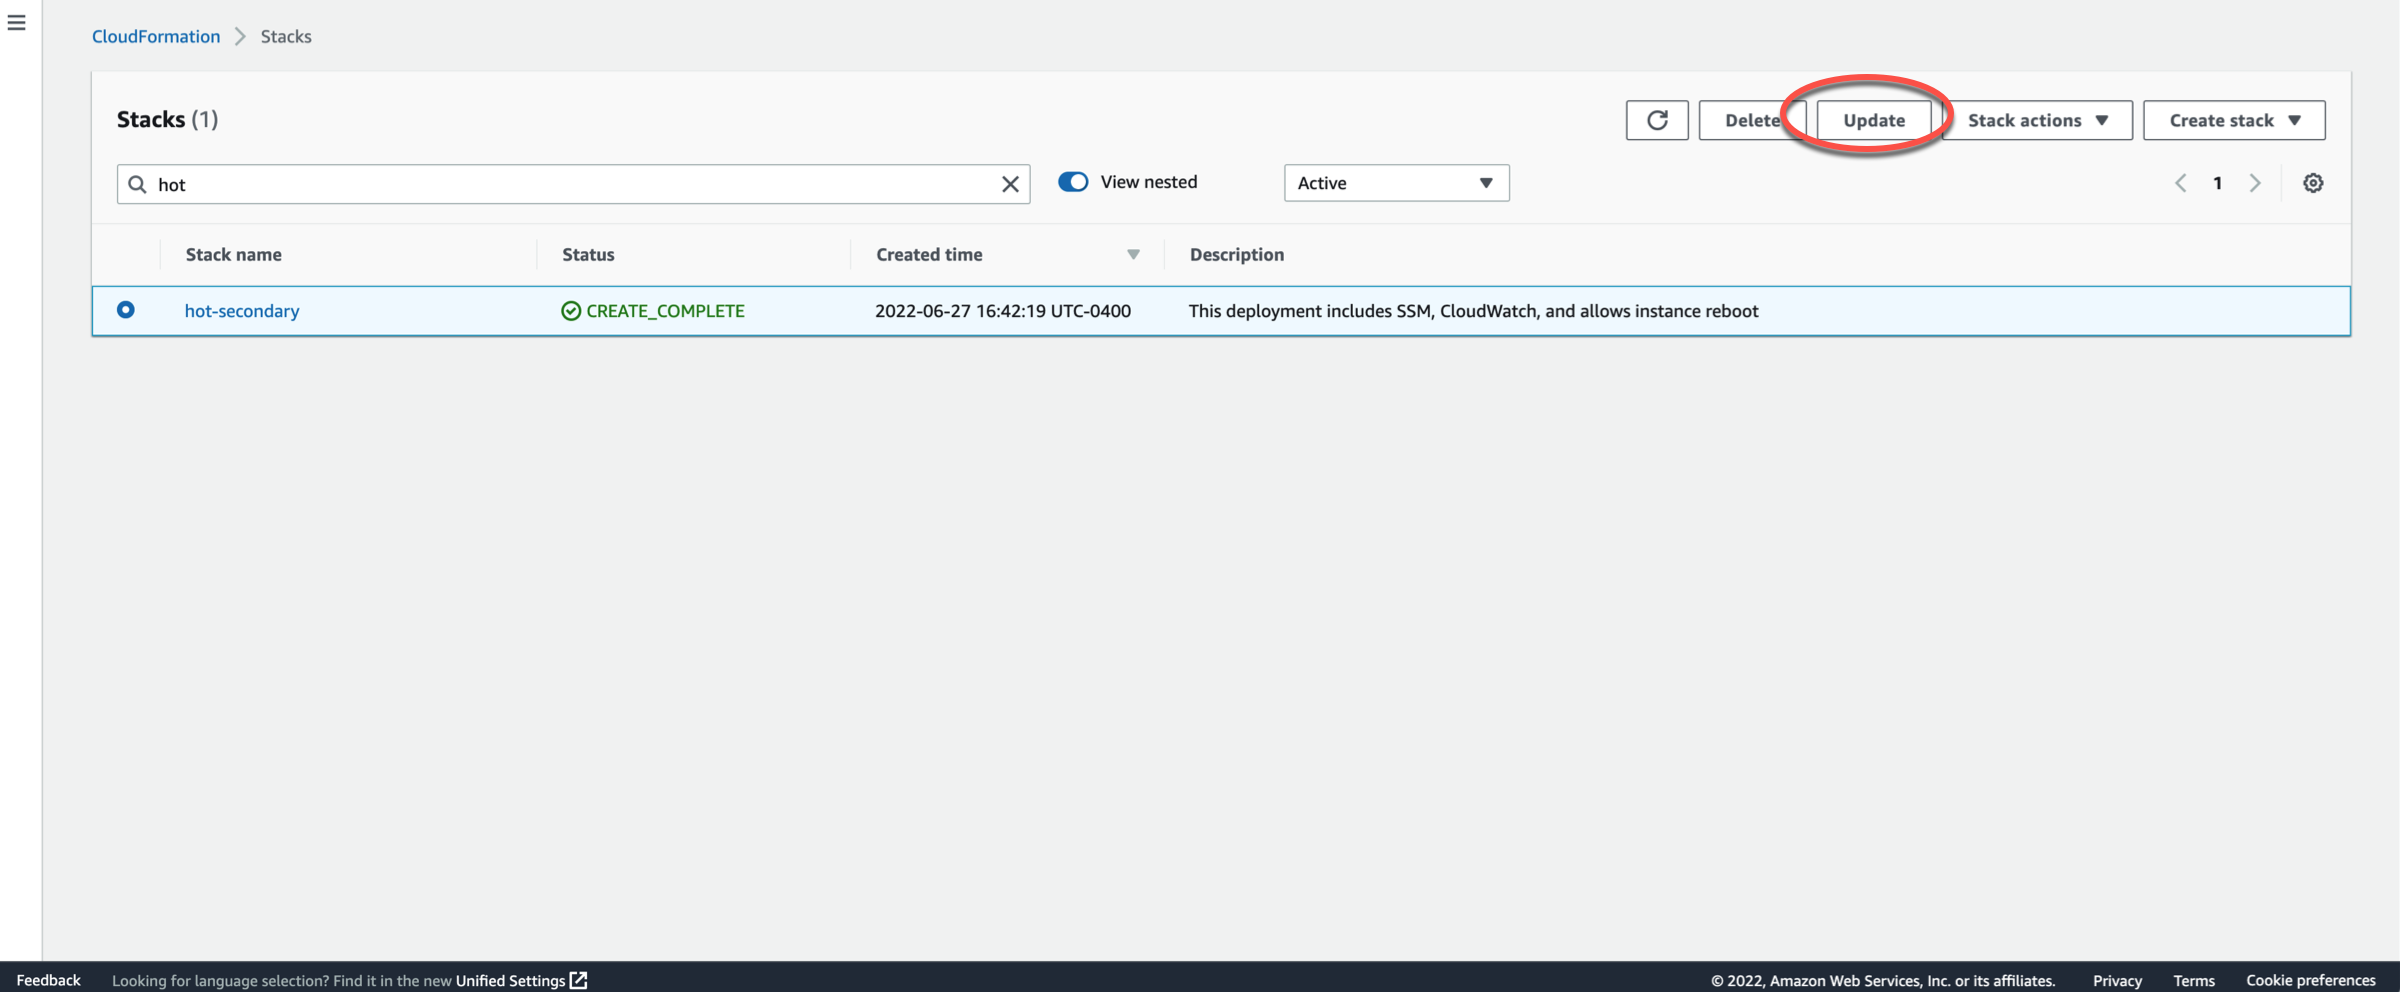 CloudFormation Stacks
Stacks (1)
Delete Update Stack actions Create stack
hot View nested Active 1
Stack name Status Created time Description
hot-secondary CREATE_COMPLETE 2022-06-27 16:42:19 UTC-0400 This deployment includes SSM, CloudWatch, and allows instance reboot
Feedback Looking for language selection? Find it in the new Unified Settings © 2022, Amazon Web Services, Inc. or its affiliates. Privacy Terms Cookie preferences